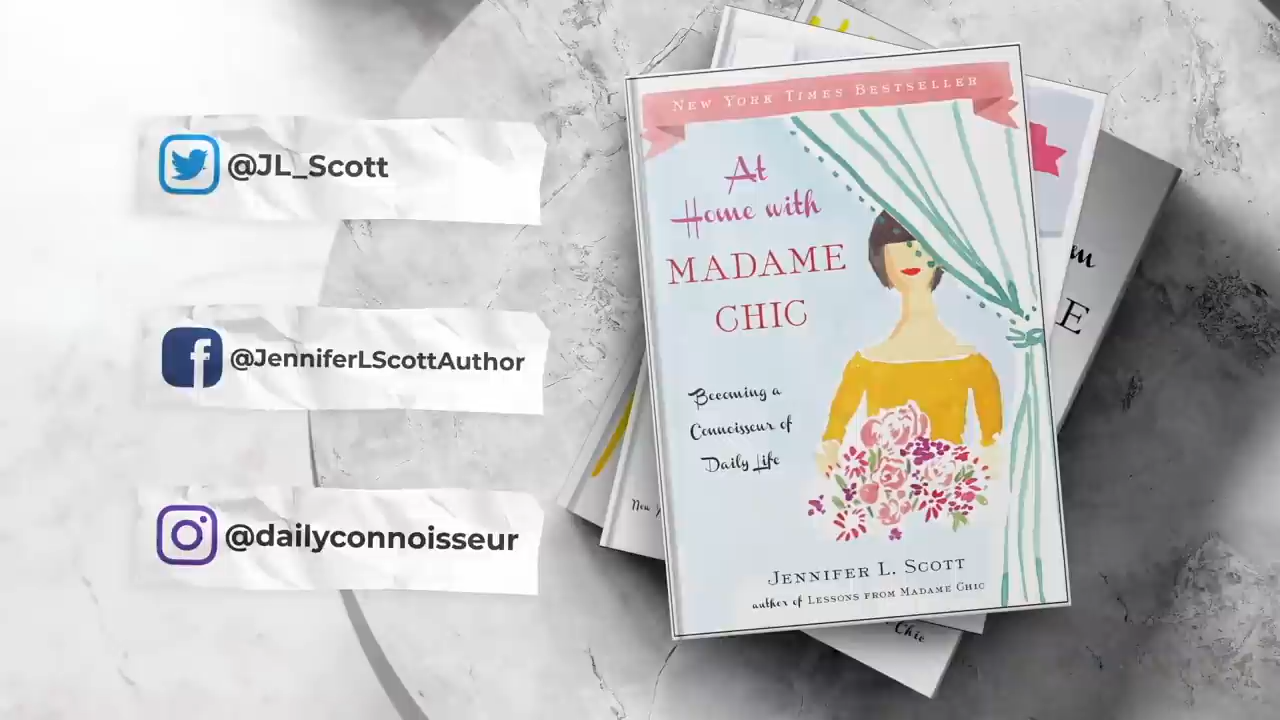 @JL_Scott
@JenniferLScottAuthor
@dailyconnoisseur
NEW YORK TIMES BESTSELLER
At
Home with
MADAME
CHIC
Becoming a
Connoisseur of
Daily Life
JENNIFER L. SCOTT
author of LESSONS FROM MADAME CHIC
Chic